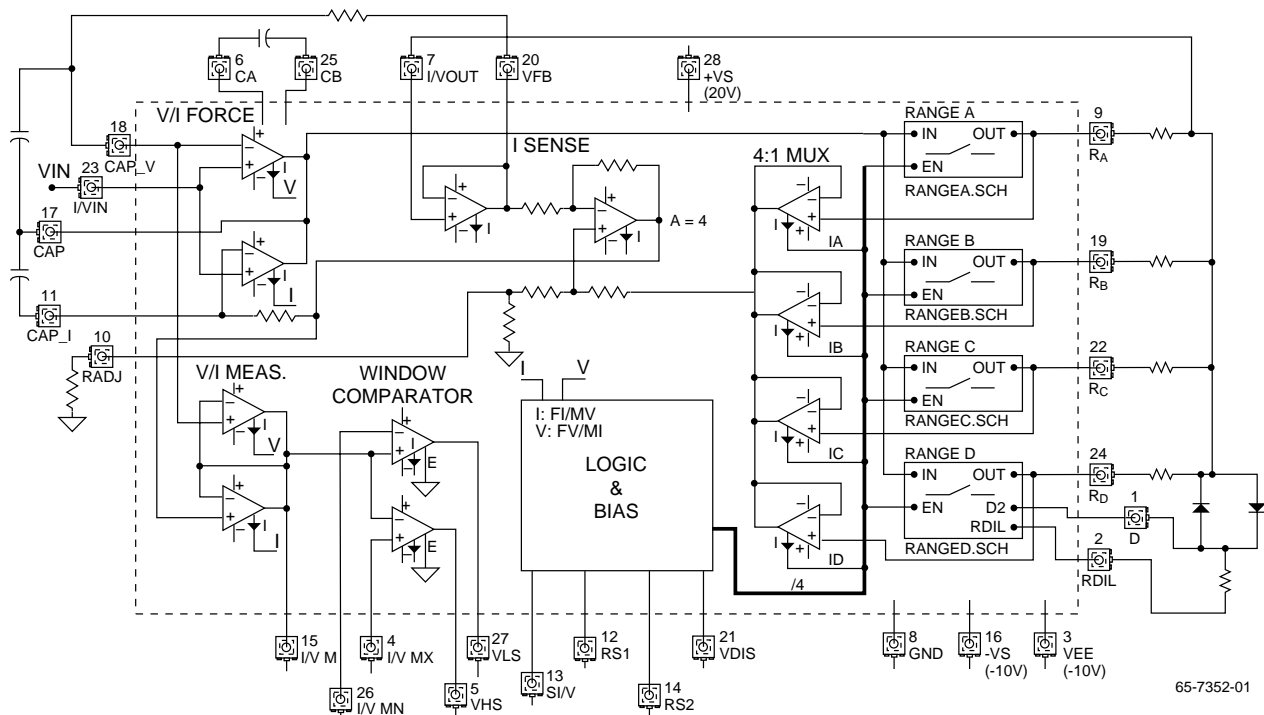 6
CA
25
CB
7
I/VOUT
20
VFB
28
+VS
(20V)
V/I FORCE
18
CAP_V
VIN
23
I/VIN
17
CAP
11
CAP_I
10
RADJ
V
I
I
I
I SENSE
I
I
A = 4
4:1 MUX
I
IA
I
IB
I
IC
I
ID
/4
RANGE A
IN
OUT
EN
RANGEA.SCH
RANGE B
IN
OUT
EN
RANGEB.SCH
RANGE C
IN
OUT
EN
RANGEC.SCH
RANGE D
IN
OUT
EN
D2
RDIL
RANGED.SCH
9
RA
19
RB
22
RC
24
RD
1
D
2
RDIL
V/I MEAS.
I
V
I
I
WINDOW
COMPARATOR
I
E
I
E
I
V
I: FI/MV
V: FV/MI
LOGIC
&
BIAS
15
I/V M
26
I/V MN
4
I/V MX
5
VHS
27
VLS
13
SI/V
12
RS1
14
RS2
21
VDIS
8
GND
16
-VS
(-10V)
3
VEE
(-10V)
65-7352-01